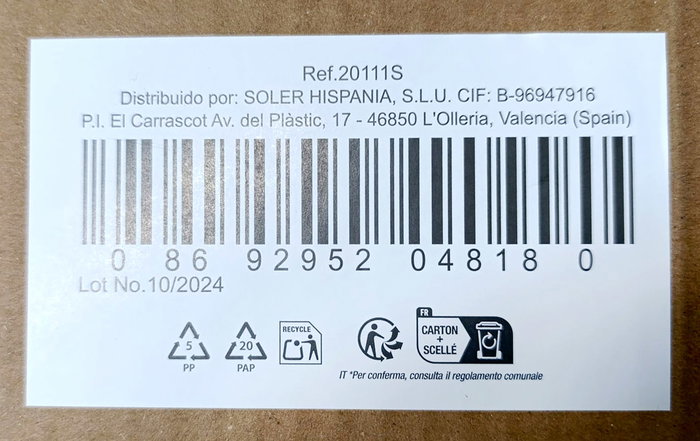 Ref.20111S
Distribuido por: SOLER HISPANIA, S.L.U. CIF: B-96947916
P.I. El Carrascot Av. del Plàstic, 17 - 46850 L'Olleria, Valencia (Spain)
0 86 92952 04818 0
Lot No.10/2024
5
PP
20
PAP
RECYCLE
FR
CARTON
+
SCELLÉ
IT *Per conferma, consulta il regolamento comunale